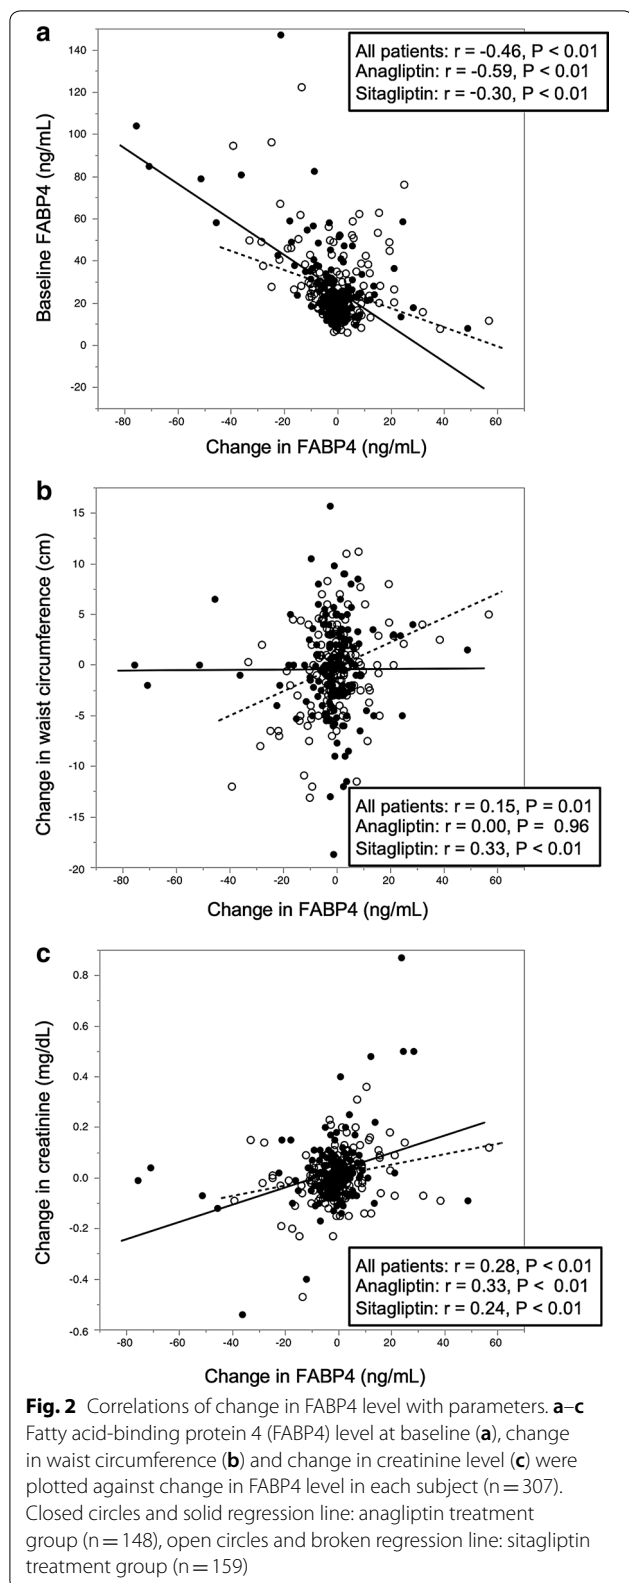 a
All patients: r = -0.46, P < 0.01
Anagliptin: r = -0.59, P < 0.01
Sitagliptin: r = -0.30, P < 0.01
Baseline FABP4 (ng/mL)
140
120
100
80
60
40
20
0
-20
-80 -60 -40 -20 0 20 40 60
Change in FABP4 (ng/mL)
b
Change in waist circumference (cm)
15
10
5
0
-5
-10
-15
-20
All patients: r = 0.15, P = 0.01
Anagliptin: r = 0.00, P = 0.96
Sitagliptin: r = 0.33, P < 0.01
-80 -60 -40 -20 0 20 40 60
Change in FABP4 (ng/mL)
c
Change in creatinine (mg/dL)
0.8
0.6
0.4
0.2
0.0
-0.2
-0.4
-0.6
All patients: r = 0.28, P < 0.01
Anagliptin: r = 0.33, P < 0.01
Sitagliptin: r = 0.24, P < 0.01
-80 -60 -40 -20 0 20 40 60
Change in FABP4 (ng/mL)
Fig. 2 Correlations of change in FABP4 level with parameters. a–c
Fatty acid-binding protein 4 (FABP4) level at baseline (a), change
in waist circumference (b) and change in creatinine level (c) were
plotted against change in FABP4 level in each subject (n = 307).
Closed circles and solid regression line: anagliptin treatment
group (n = 148), open circles and broken regression line: sitagliptin
treatment group (n = 159)